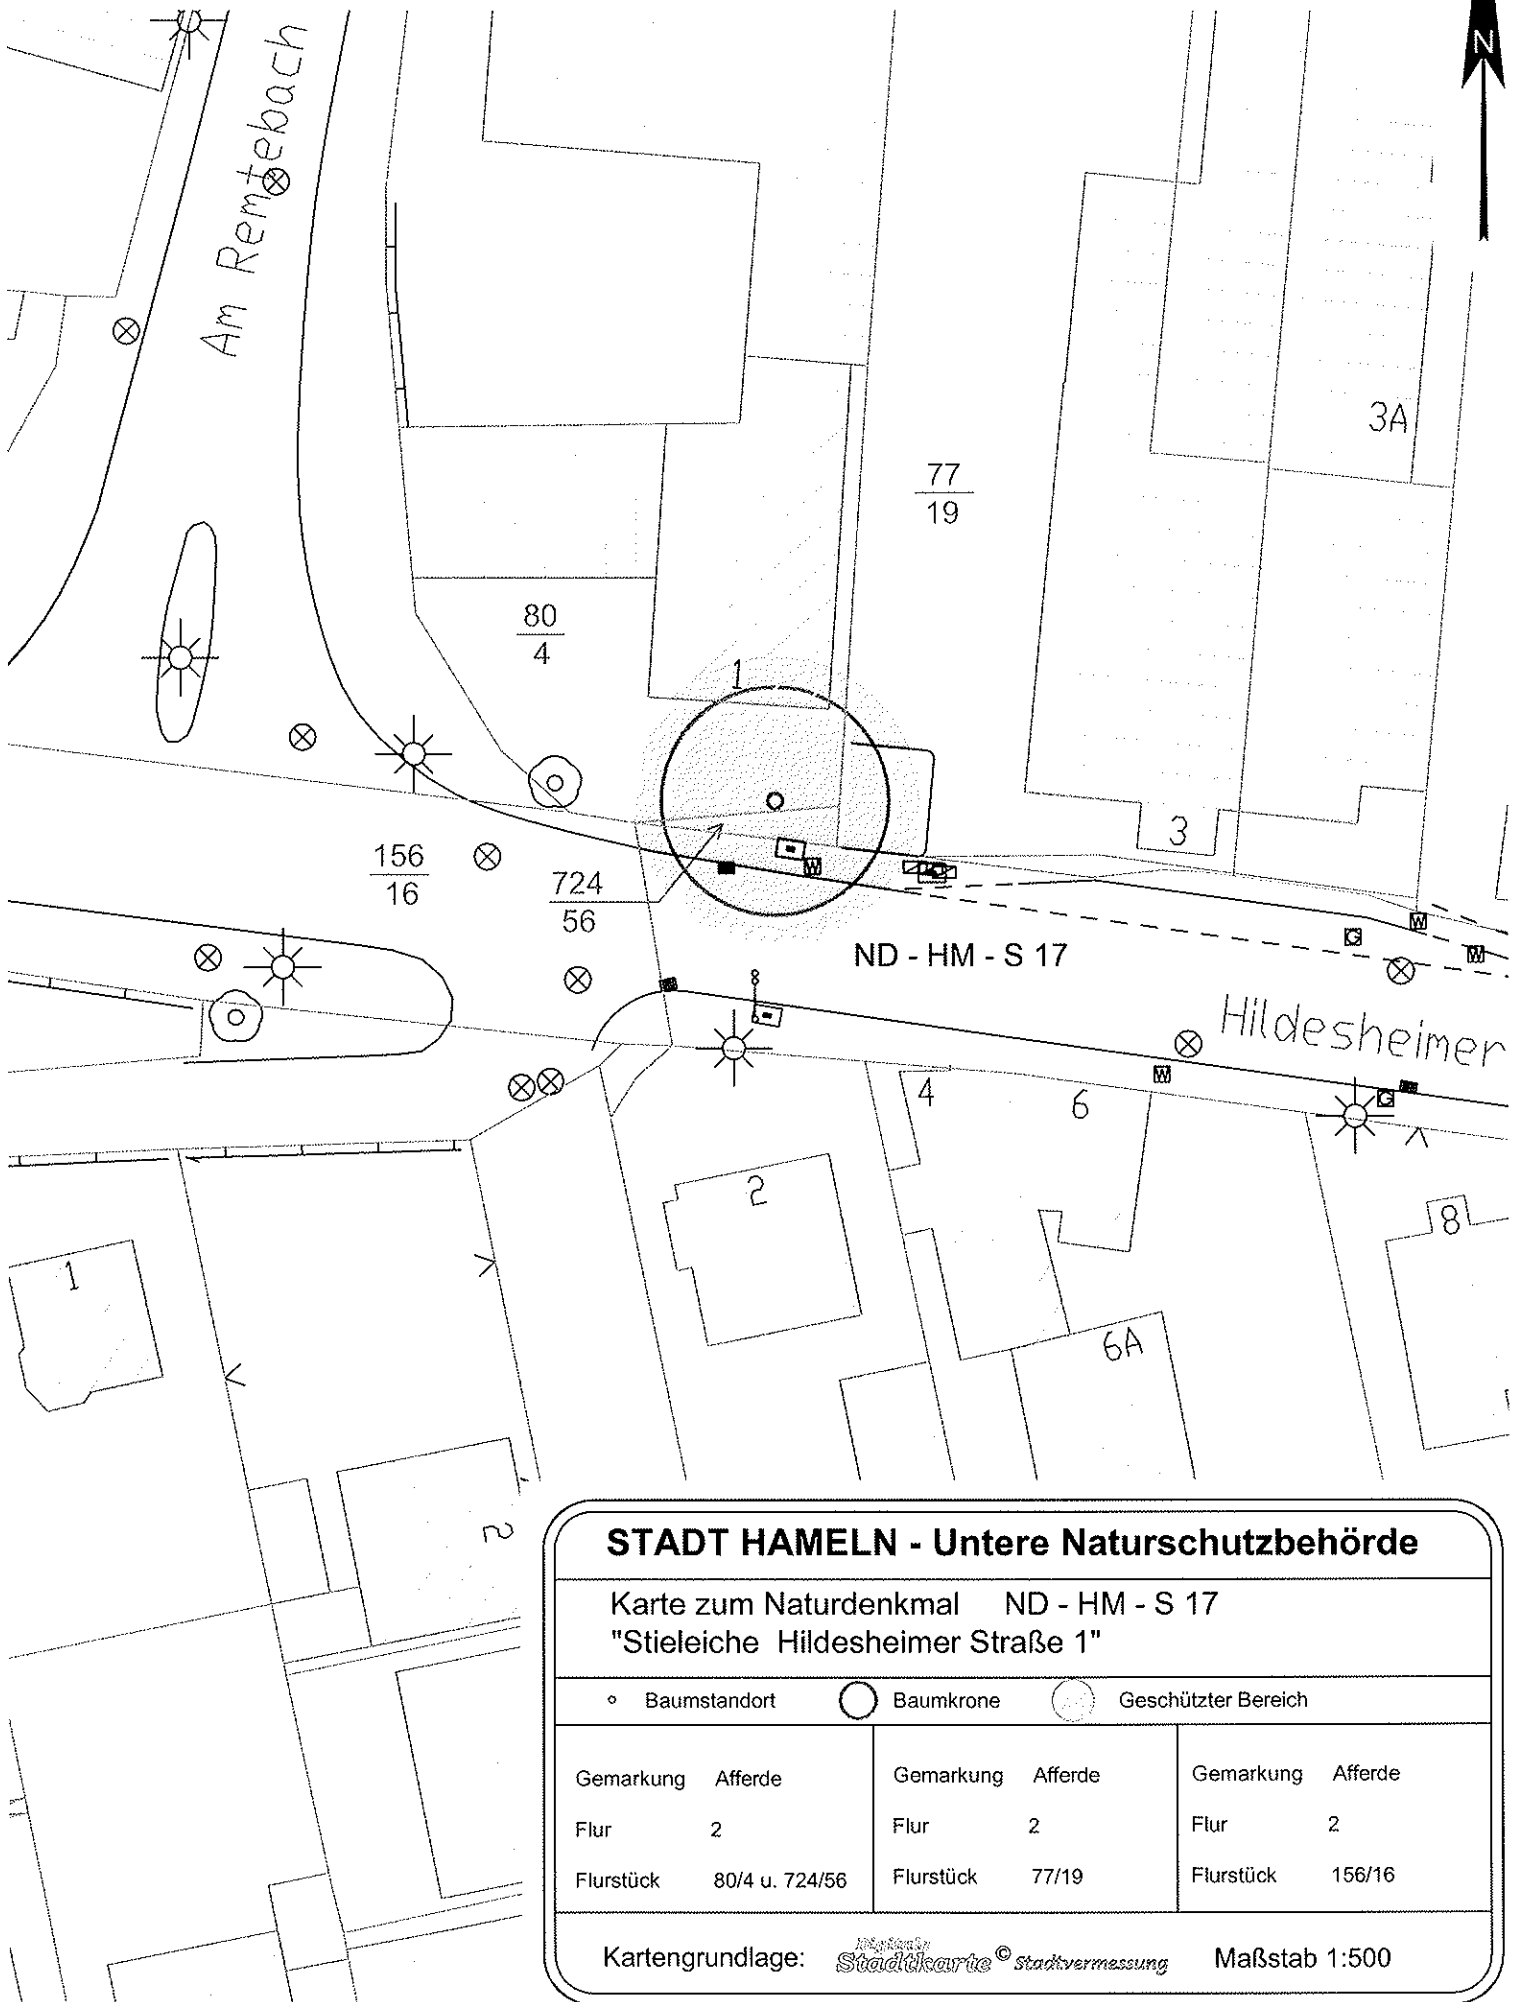 N
Am Remtebach
3A
77
19
80
4
1
3
156
16
724
56
W
ND - HM - S 17
G
W
W
Hildesheimer
W
G
4
6
2
8
1
6A
2
STADT HAMELN - Untere Naturschutzbehörde
Karte zum Naturdenkmal ND - HM - S 17
"Stieleiche Hildesheimer Straße 1"
Baumstandort Baumkrone Geschützter Bereich
Gemarkung Afferde
Flur 2
Flurstück 80/4 u. 724/56
Gemarkung Afferde
Flur 2
Flurstück 77/19
Gemarkung Afferde
Flur 2
Flurstück 156/16
Kartengrundlage: Digitale Stadtkarte © Stadtvermessung Maßstab 1:500